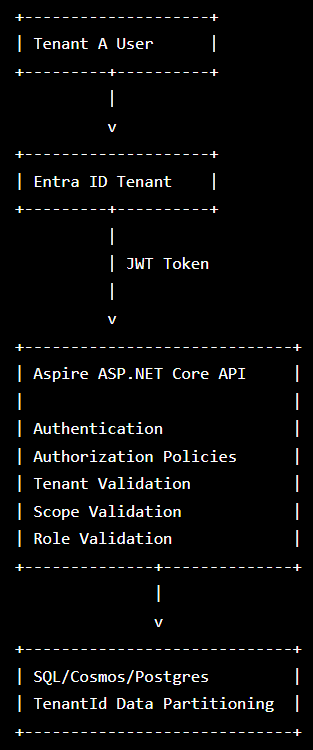 Tenant A User
Entra ID Tenant
JWT Token
Aspire ASP.NET Core API
Authentication
Authorization Policies
Tenant Validation
Scope Validation
Role Validation
SQL/Cosmos/Postgres
TenantId Data Partitioning